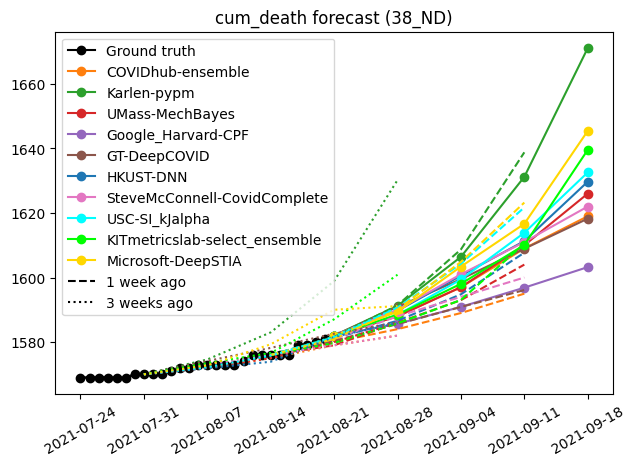 cum_death forecast (38_ND)
1660
1640
1620
1600
1580
Ground truth
COVIDhub-ensemble
Karlen-pypm
UMass-MechBayes
Google_Harvard-CPF
GT-DeepCOVID
HKUST-DNN
SteveMcConnell-CovidComplete
USC-SI_kJalpha
KITmetricslab-select_ensemble
Microsoft-DeepSTIA
1 week ago
3 weeks ago
2021-07-24
2021-07-31
2021-08-07
2021-08-14
2021-08-21
2021-08-28
2021-09-04
2021-09-11
2021-09-18